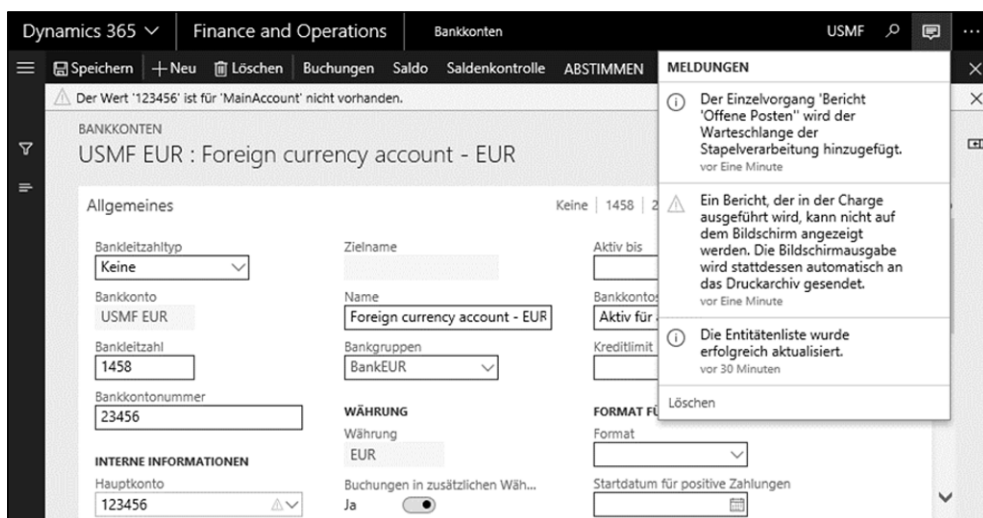 Dynamics 365 Finance and Operations Bankkonten USMF
Speichern Neu Löschen Buchungen Saldo Saldenkontrolle ABSTIMMEN
Der Wert '123456' ist für 'MainAccount' nicht vorhanden.
BANKKONTEN
USMF EUR : Foreign currency account - EUR
Allgemeines Keine 1458 2
Bankleitzahltyp
Keine
Bankkonto
USMF EUR
Bankleitzahl
1458
Bankkontonummer
23456
INTERNE INFORMATIONEN
Hauptkonto
123456
Zielname
Name
Foreign currency account - EUR
Bankgruppen
BankEUR
WÄHRUNG
Währung
EUR
Buchungen in zusätzlichen Wäh...
Ja
Aktiv bis
Bankkontos
Aktiv für
Kreditlimit
FORMAT FÜ
Format
Startdatum für positive Zahlungen
MELDUNGEN
Der Einzelvorgang 'Bericht
'Offene Posten'' wird der
Warteschlange der
Stapelverarbeitung hinzugefügt.
vor Eine Minute
Ein Bericht, der in der Charge
ausgeführt wird, kann nicht auf
dem Bildschirm angezeigt
werden. Die Bildschirmausgabe
wird stattdessen automatisch an
das Druckarchiv gesendet.
vor Eine Minute
Die Entitätenliste wurde
erfolgreich aktualisiert.
vor 30 Minuten
Löschen